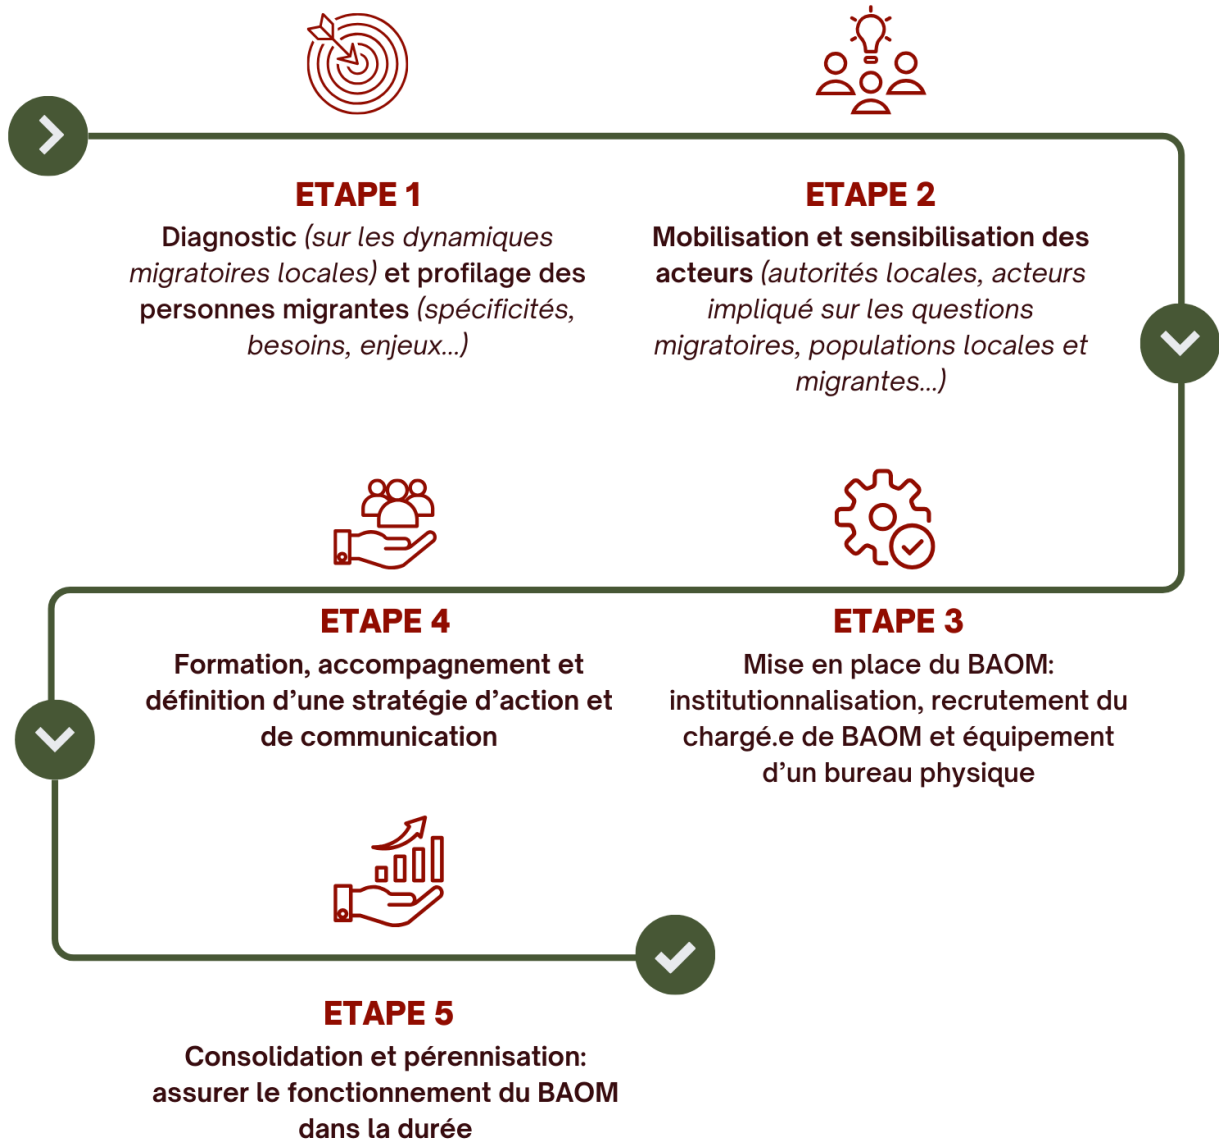 ETAPE 1
Diagnostic (sur les dynamiques
migratoires locales) et profilage des
personnes migrantes (spécificités,
besoins, enjeux...)
ETAPE 2
Mobilisation et sensibilisation des
acteurs (autorités locales, acteurs
impliqué sur les questions
migratoires, populations locales et
migrantes...)
ETAPE 3
Mise en place du BAOM:
institutionnalisation, recrutement du
chargé.e de BAOM et équipement
d’un bureau physique
ETAPE 4
Formation, accompagnement et
définition d’une stratégie d’action et
de communication
ETAPE 5
Consolidation et pérennisation:
assurer le fonctionnement du BAOM
dans la durée